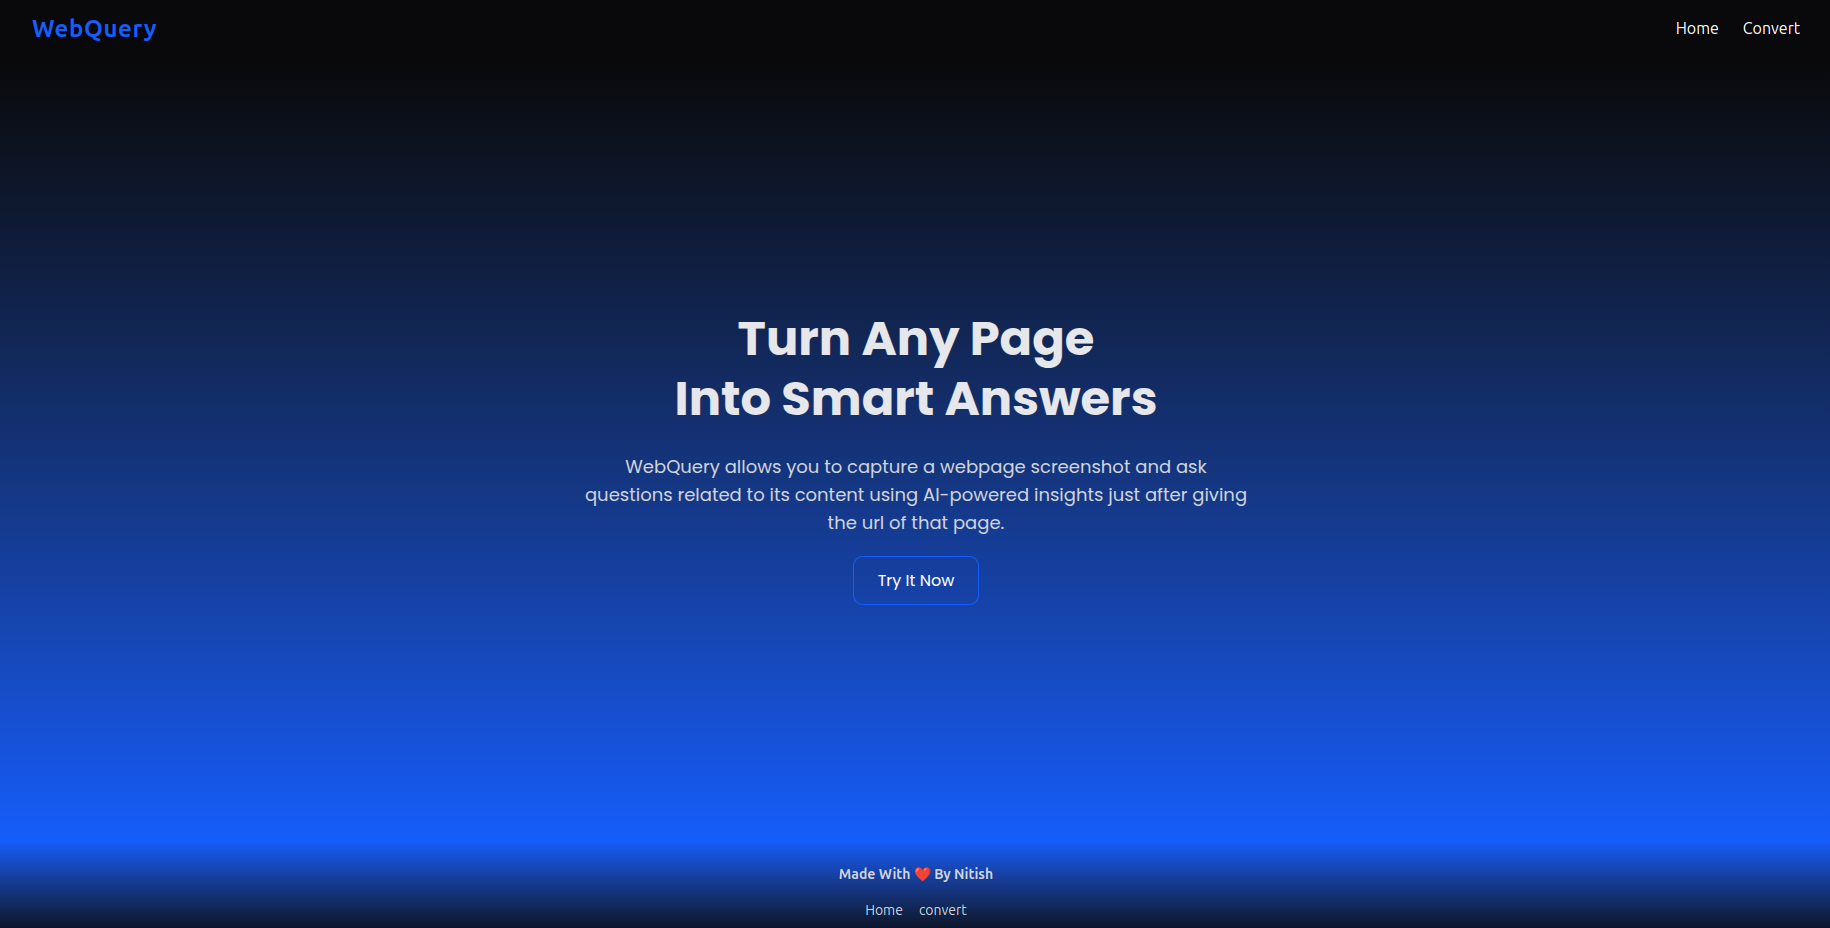 WebQuery
Home
Convert
Turn Any Page
Into Smart Answers
WebQuery allows you to capture a webpage screenshot and ask
questions related to its content using AI-powered insights just after giving
the url of that page.
Try It Now
Made With ❤️ By Nitish
Home
convert